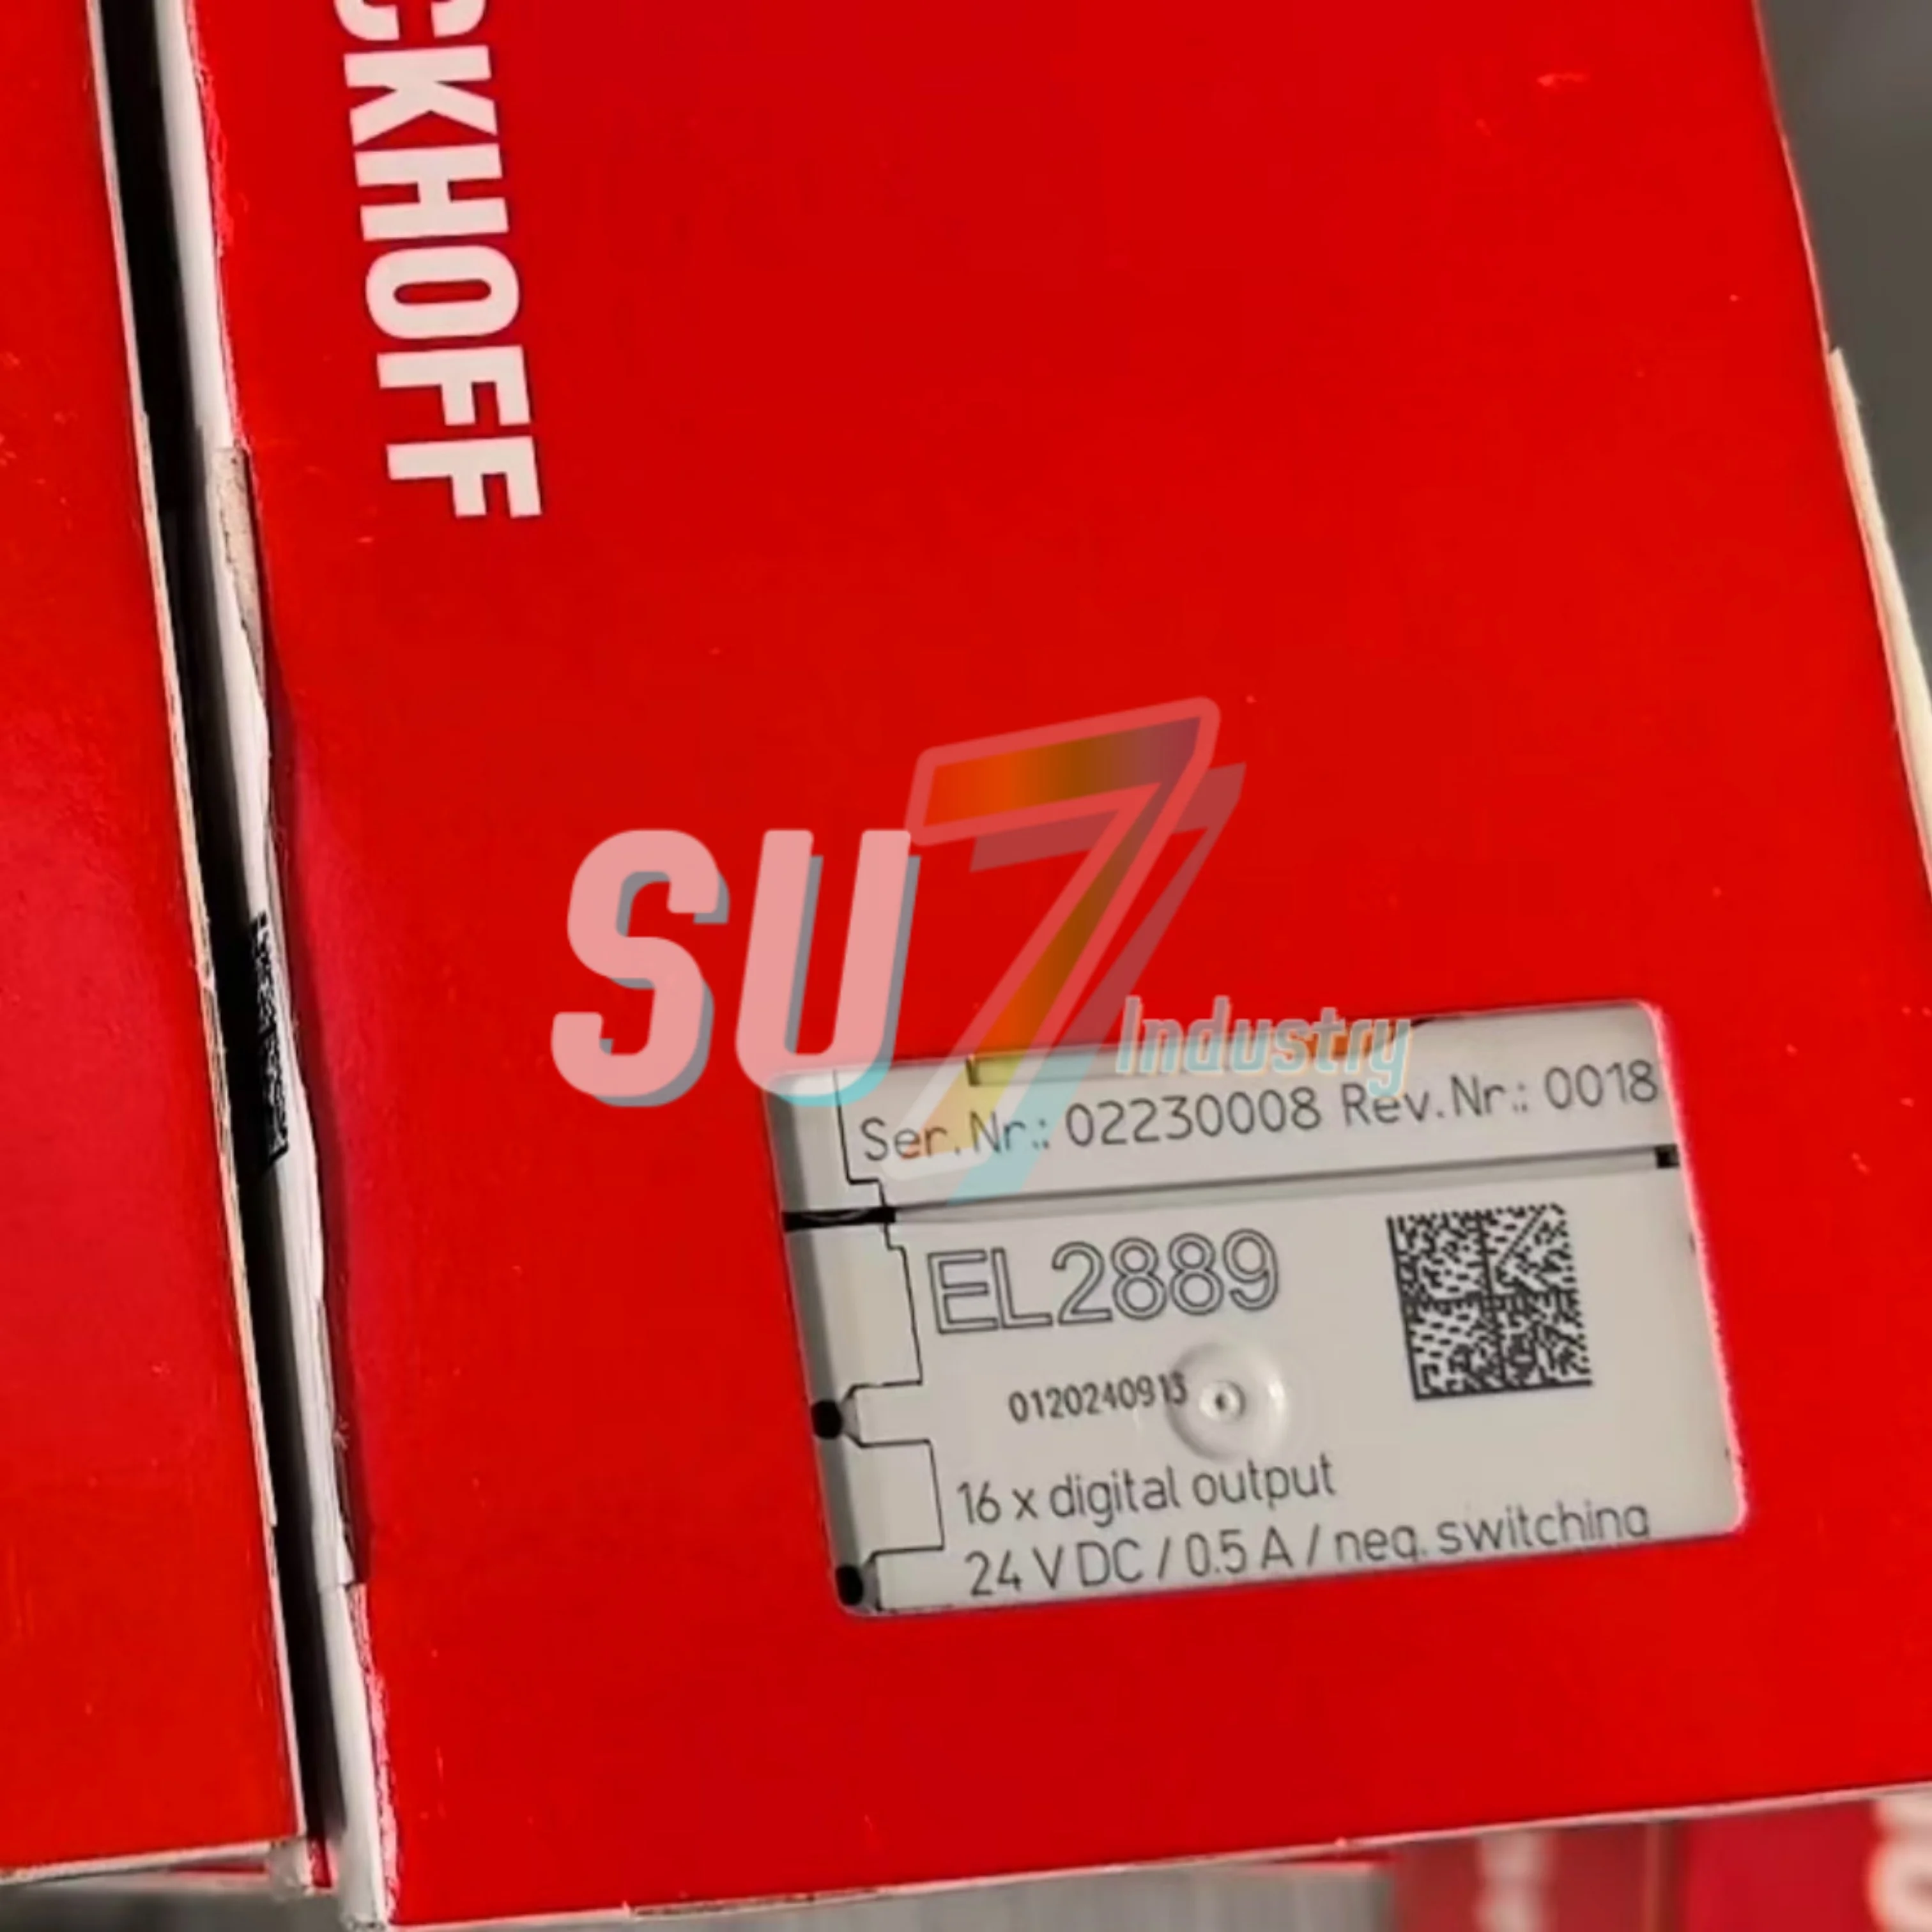 CKHOFF
SU7
Industry
Ser.Nr.: 02230008 Rev.Nr.: 0018
EL2889
0120240913
16 x digital output
24 V DC / 0.5 A / neg. switching